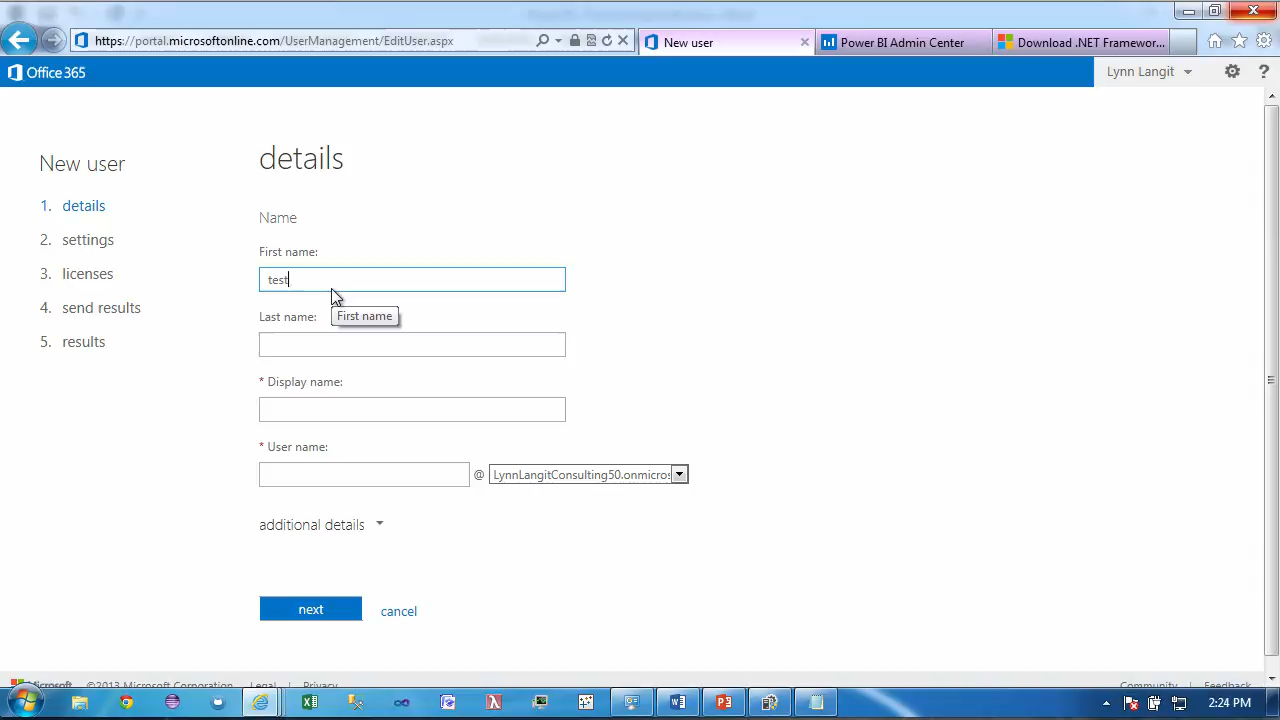 https://portal.microsoftonline.com/UserManagement/EditUser.aspx
New user
Power BI Admin Center
Download .NET Framewor...
Office 365
Lynn Langit
?
New user
1. details
2. settings
3. licenses
4. send results
5. results
details
Name
First name:
test
First name
Last name:
* Display name:
* User name:
@ LynnLangitConsulting50.onmicros
additional details
next
cancel
Microsoft ©2013 Microsoft Corporation Legal Privacy
Community Feedback
2:24 PM